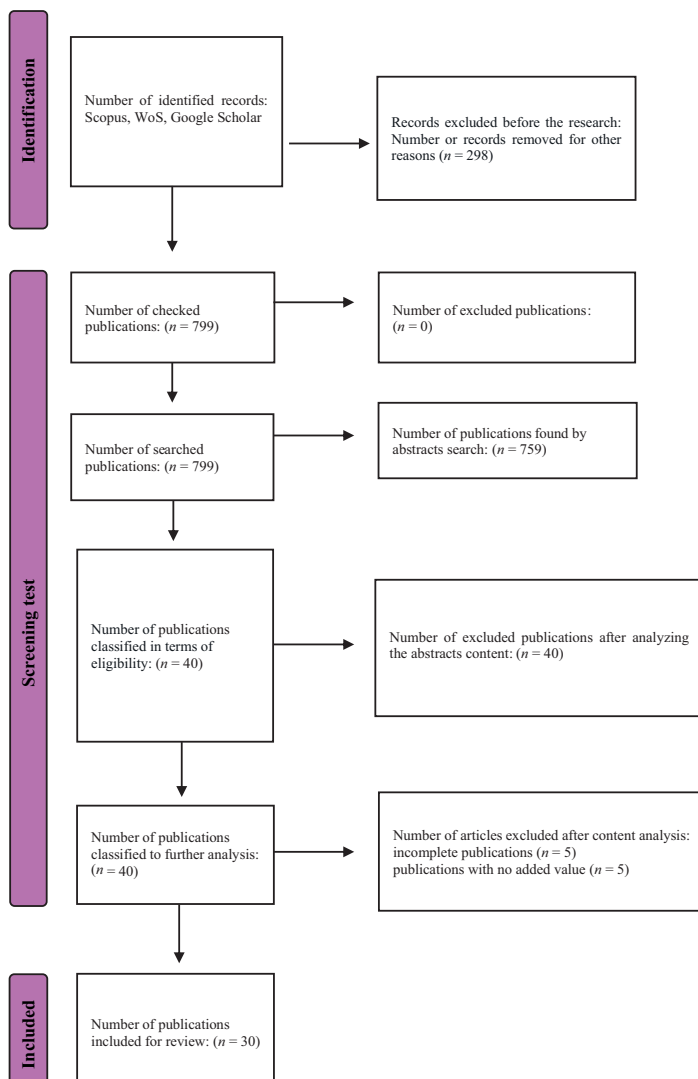 Identification
Number of identified records:
Scopus, WoS, Google Scholar
Records excluded before the research:
Number or records removed for other
reasons (n = 298)
Screening test
Number of checked
publications: (n = 799)
Number of excluded publications:
(n = 0)
Number of searched
publications: (n = 799)
Number of publications found by
abstracts search: (n = 759)
Number of publications
classified in terms of
eligibility: (n = 40)
Number of excluded publications after analyzing
the abstracts content: (n = 40)
Number of publications
classified to further analysis:
(n = 40)
Number of articles excluded after content analysis:
incomplete publications (n = 5)
publications with no added value (n = 5)
Included
Number of publications
included for review: (n = 30)